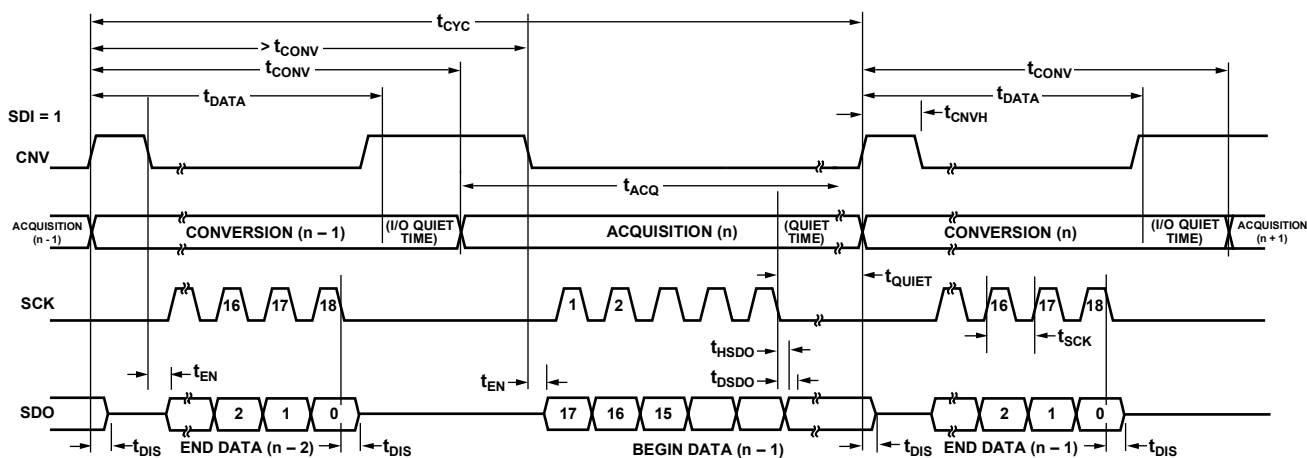 tCYC
> tCONV
tCONV
tCONV
tDATA
tDATA
SDI = 1
tCNVH
CNV
tACQ
ACQUISITION (n - 1)
CONVERSION (n – 1)
(I/O QUIET TIME)
ACQUISITION (n)
(QUIET TIME)
CONVERSION (n)
(I/O QUIET TIME)
ACQUISITION (n + 1)
tQUIET
SCK
16 17 18
1 2
16 17 18
tSCK
tHSDO
tEN
tEN
tDSDO
SDO
2 1 0
17 16 15
2 1 0
tDIS
END DATA (n – 2)
tDIS
BEGIN DATA (n – 1)
tDIS
END DATA (n – 1)
tDIS